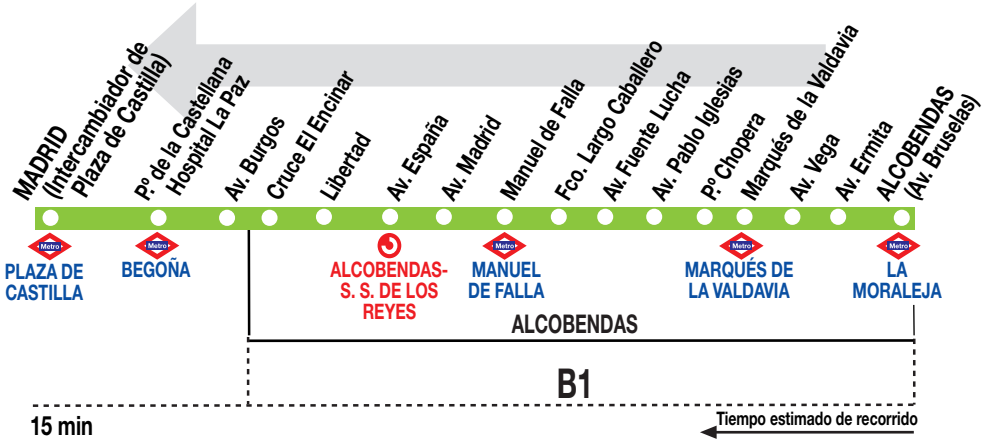 MADRID
(Intercambiador de
Plaza de Castilla)
Pº de la Castellana
Hospital La Paz
Av. Burgos
Cruce El Encinar
Libertad
Av. España
Av. Madrid
Manuel de Falla
Fco. Largo Caballero
Av. Fuente Lucha
Av. Pablo Iglesias
Pº Chopera
Marqués de la Valdavia
Av. Vega
Av. Ermita
ALCOBENDAS
(Av. Bruselas)
Metro
Metro
Metro
Metro
Metro
PLAZA DE
CASTILLA
BEGOÑA
ALCOBENDAS-
S. S. DE LOS
REYES
MANUEL
DE FALLA
MARQUÉS DE
LA VALDAVIA
LA
MORALEJA
ALCOBENDAS
B1
15 min
Tiempo estimado de recorrido